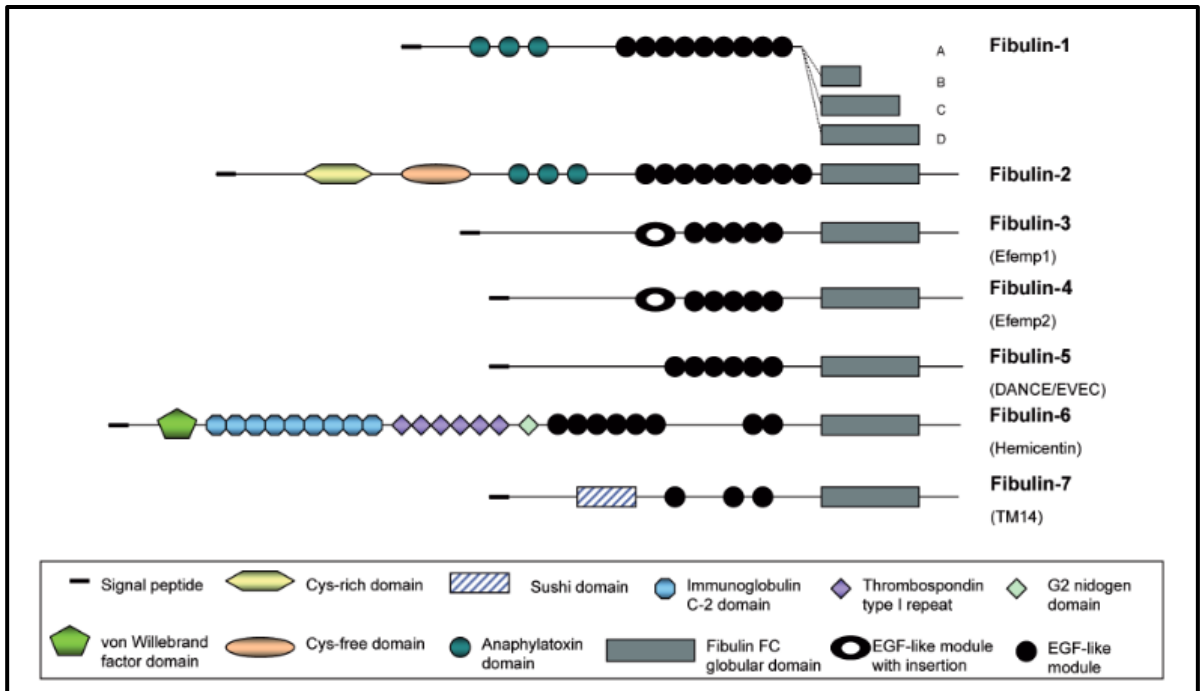 A
Fibulin-1
B
C
D
Fibulin-2
Fibulin-3
(Efemp1)
Fibulin-4
(Efemp2)
Fibulin-5
(DANCE/EVEC)
Fibulin-6
(Hemicentin)
Fibulin-7
(TM14)
Signal peptide
Cys-rich domain
Sushi domain
Immunoglobulin
C-2 domain
Thrombospondin
type I repeat
G2 nidogen
domain
von Willebrand
factor domain
Cys-free domain
Anaphylatoxin
domain
Fibulin FC
globular domain
EGF-like module
with insertion
EGF-like
module